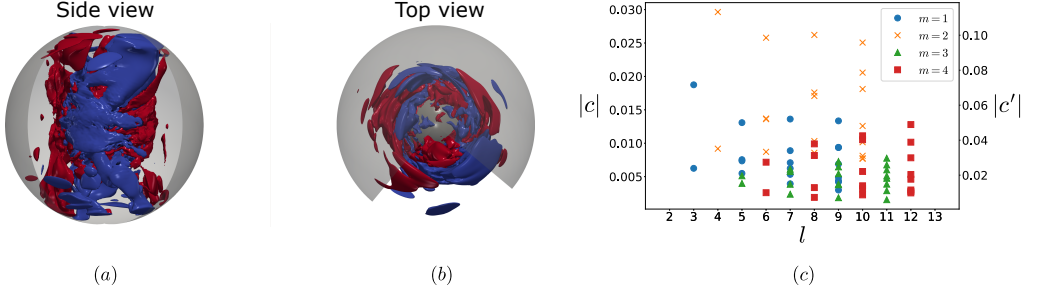 Side view
Top view
0.030
0.025
0.020
0.015
0.010
0.005
|c|
0.10
0.08
0.06
0.04
0.02
|c′|
m = 1
m = 2
m = 3
m = 4
2 3 4 5 6 7 8 9 10 11 12 13
l
(a)
(b)
(c)